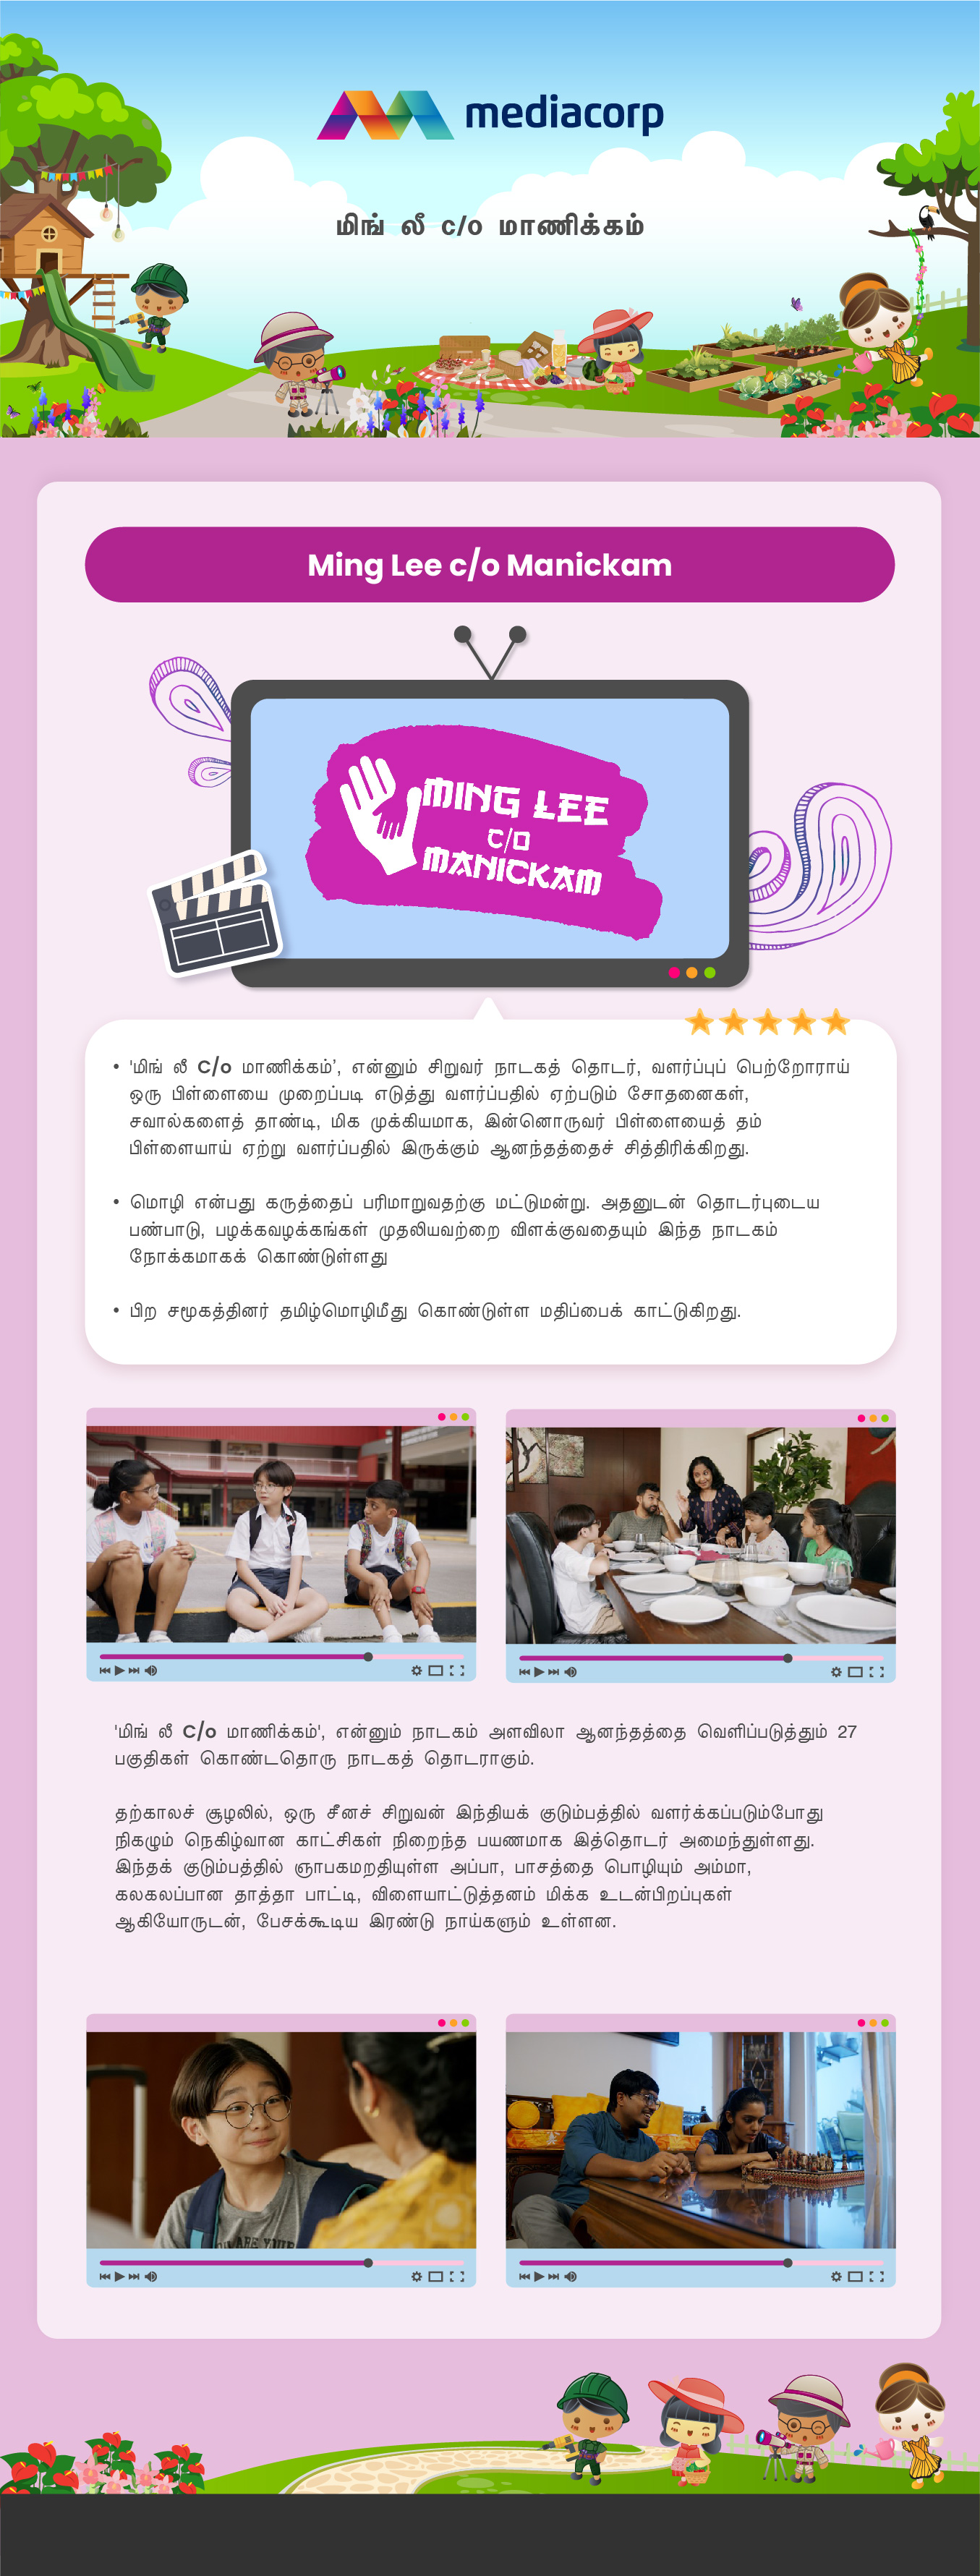 mediacorp
மிங் லீ c/o மாணிக்கம்
Ming Lee c/o Manickam
MING LEE
C/O
MANICKAM
• 'மிங் லீ C/o மாணிக்கம்', என்னும் சிறுவர் நாடகத் தொடர், வளர்ப்புப் பெற்றோராய்
ஒரு பிள்ளையை முறைப்படி எடுத்து வளர்ப்பதில் ஏற்படும் சோதனைகள்,
சவால்களைத் தாண்டி, மிக முக்கியமாக, இன்னொருவர் பிள்ளையைத் தம்
பிள்ளையாய் ஏற்று வளர்ப்பதில் இருக்கும் ஆனந்தத்தைச் சித்திரிக்கிறது.
• மொழி என்பது கருத்தைப் பரிமாறுவதற்கு மட்டுமன்று. அதனுடன் தொடர்புடைய
பண்பாடு, பழக்கவழக்கங்கள் முதலியவற்றை விளக்குவதையும் இந்த நாடகம்
நோக்கமாகக் கொண்டுள்ளது
• பிற சமூகத்தினர் தமிழ்மொழிமீது கொண்டுள்ள மதிப்பைக் காட்டுகிறது.
'மிங் லீ C/o மாணிக்கம்', என்னும் நாடகம் அளவிலா ஆனந்தத்தை வெளிப்படுத்தும் 27
பகுதிகள் கொண்டதொரு நாடகத் தொடராகும்.
தற்காலச் சூழலில், ஒரு சீனச் சிறுவன் இந்தியக் குடும்பத்தில் வளர்க்கப்படும்போது
நிகழும் நெகிழ்வான காட்சிகள் நிறைந்த பயணமாக இத்தொடர் அமைந்துள்ளது.
இந்தக் குடும்பத்தில் ஞாபகமறதியுள்ள அப்பா, பாசத்தை பொழியும் அம்மா,
கலகலப்பான தாத்தா பாட்டி, விளையாட்டுத்தனம் மிக்க உடன்பிறப்புகள்
ஆகியோருடன், பேசக்கூடிய இரண்டு நாய்களும் உள்ளன.